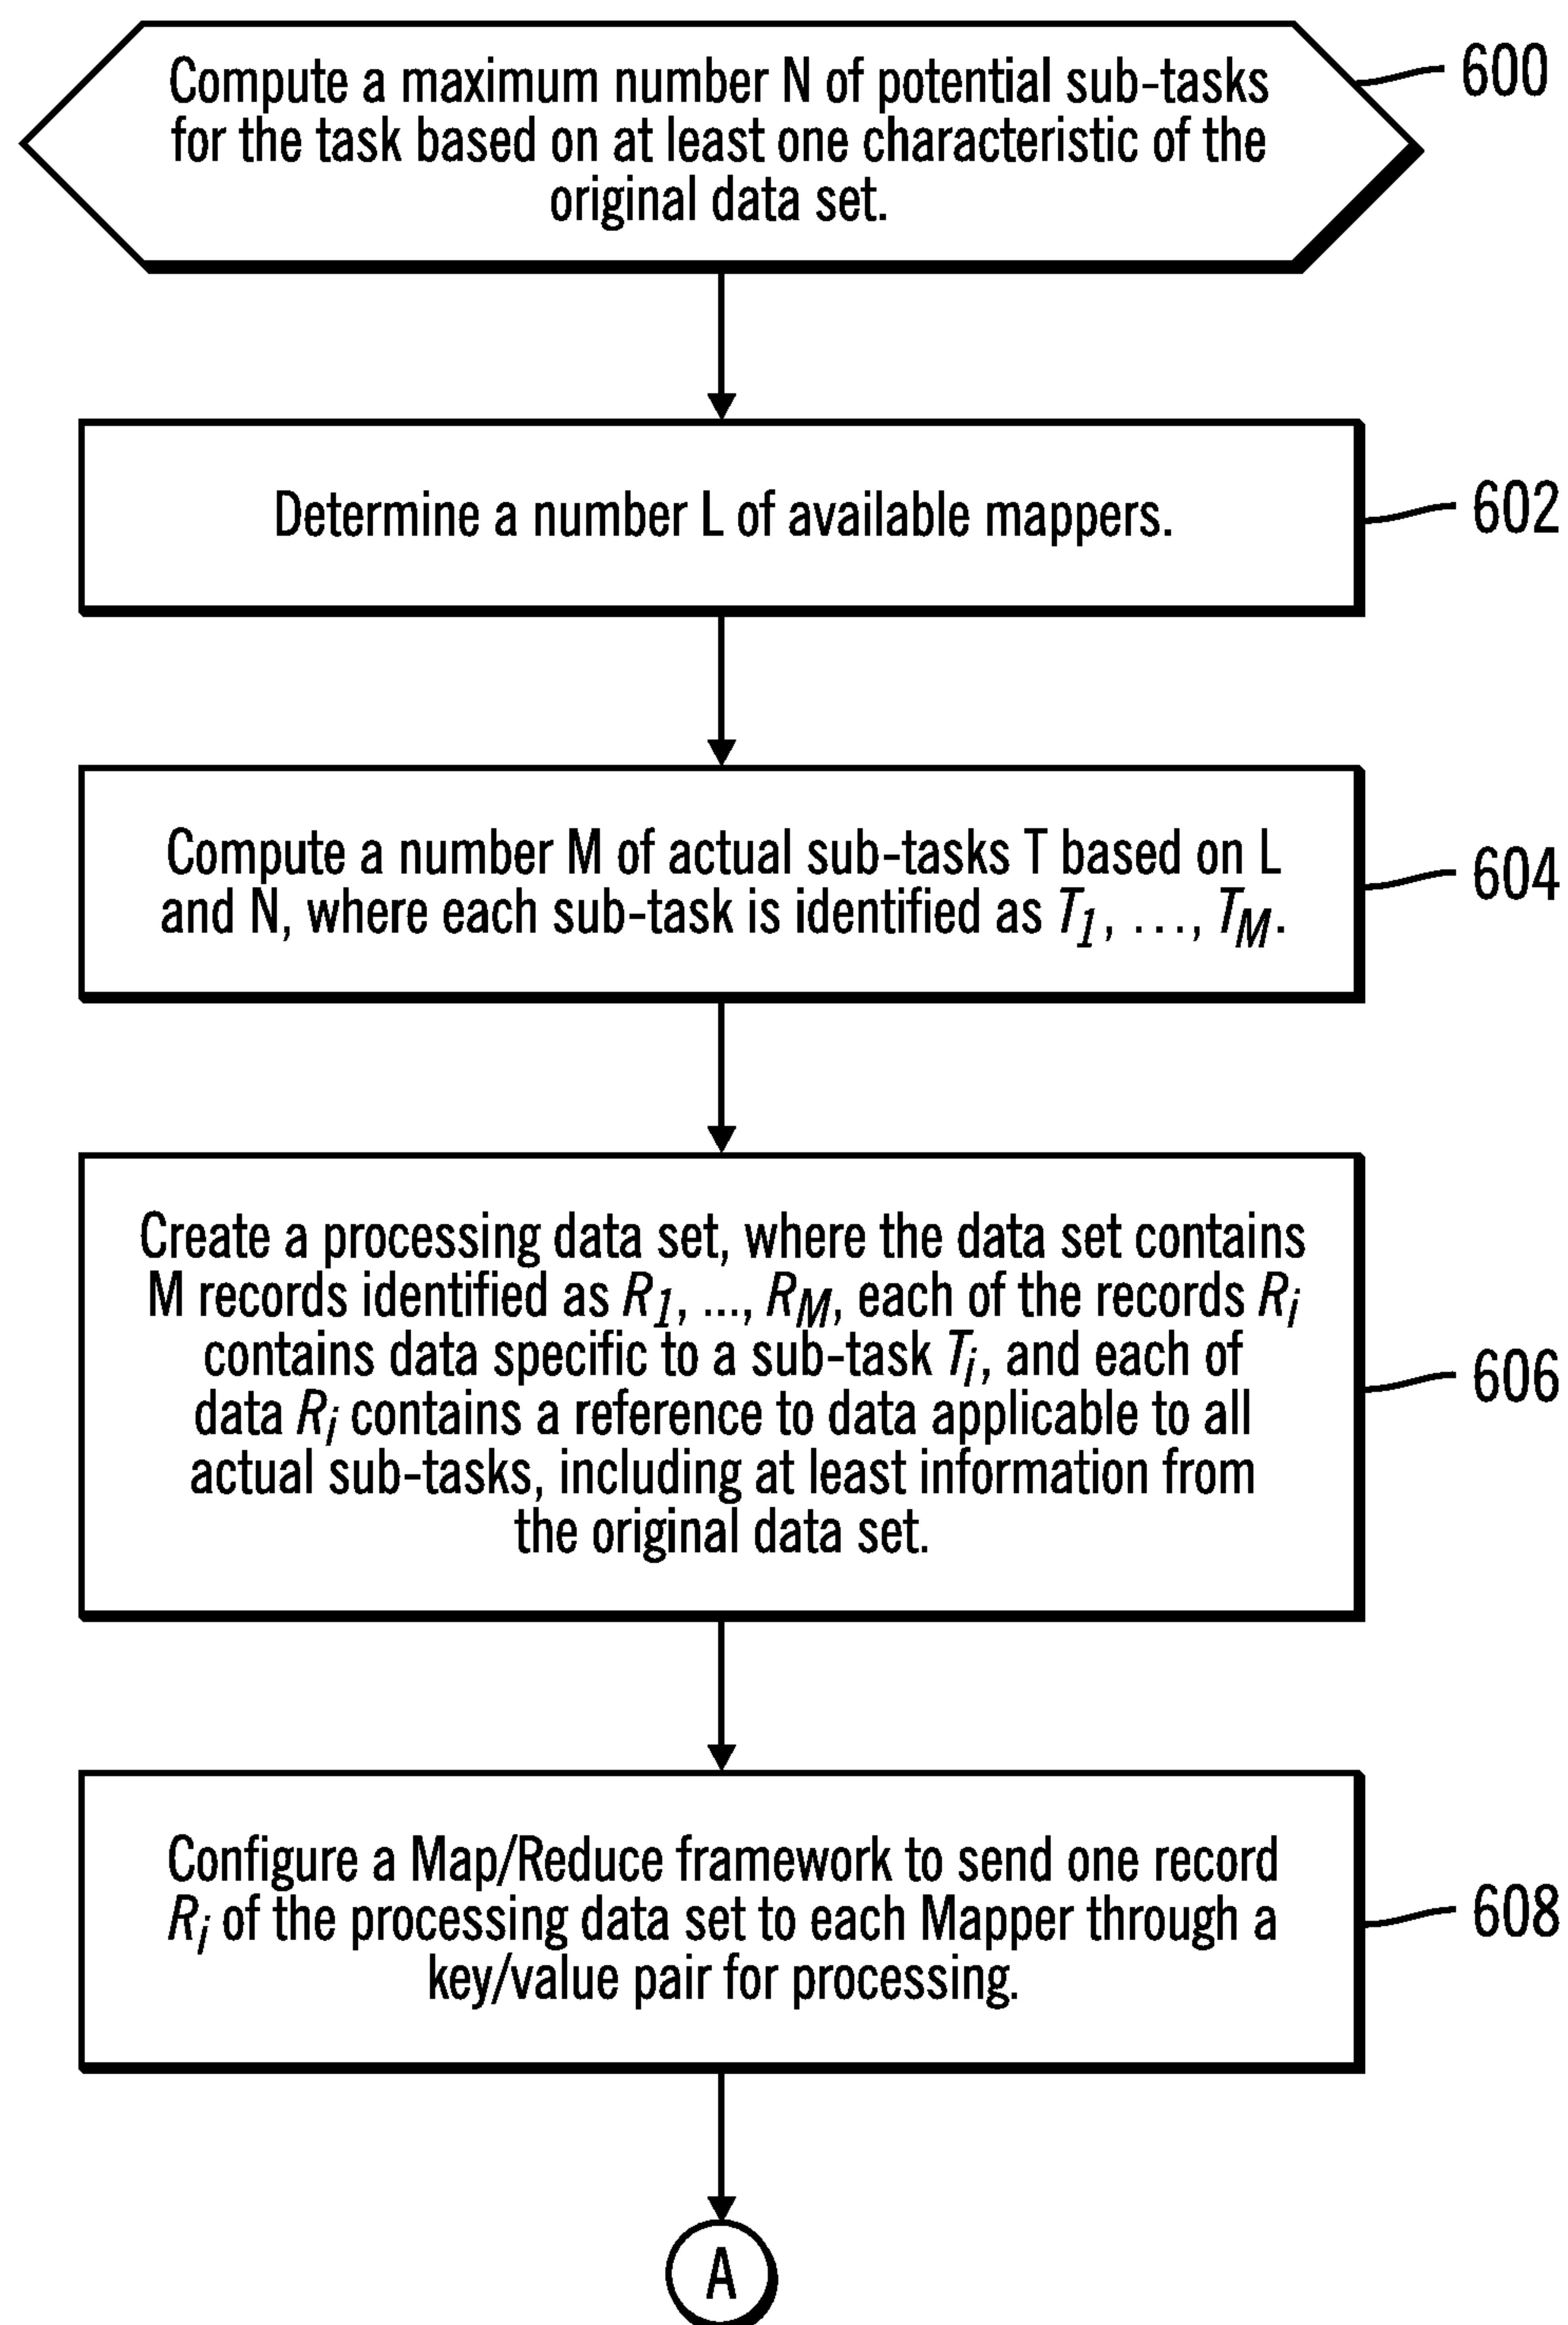 Compute a maximum number N of potential sub-tasks
for the task based on at least one characteristic of the
original data set.
600
Determine a number L of available mappers.
602
Compute a number M of actual sub-tasks T based on L
and N, where each sub-task is identified as T1, ..., TM.
604
Create a processing data set, where the data set contains
M records identified as R1, ..., RM, each of the records Ri
contains data specific to a sub-task Ti, and each of
data Ri contains a reference to data applicable to all
actual sub-tasks, including at least information from
the original data set.
606
Configure a Map/Reduce framework to send one record
Ri of the processing data set to each Mapper through a
key/value pair for processing.
608
A